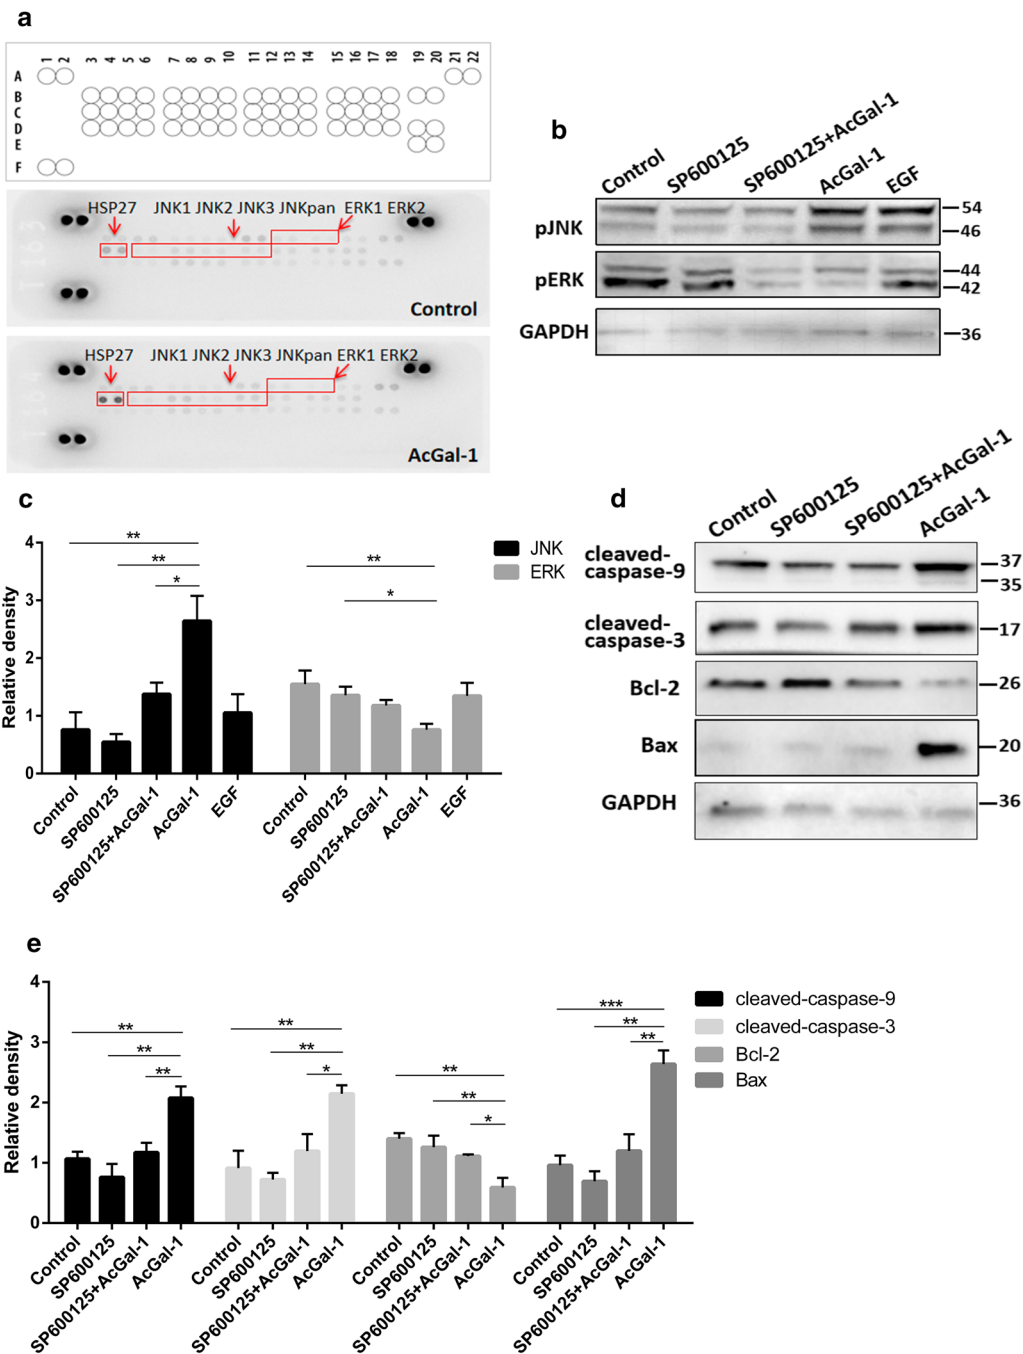 a
1 2 3 4 5 6 7 8 9 10 11 12 13 14 15 16 17 18 19 20 21 22
A
B
C
D
E
F
HSP27 JNK1 JNK2 JNK3 JNKpan ERK1 ERK2
Control
HSP27 JNK1 JNK2 JNK3 JNKpan ERK1 ERK2
AcGal-1
b
Control SP600125 SP600125+AcGal-1 AcGal-1 EGF
pJNK
54
46
pERK
44
42
GAPDH
36
c
Relative density
4
3
2
1
0
** ** * ** *
JNK
ERK
Control SP600125 SP600125+AcGal-1 AcGal-1 EGF Control SP600125 SP600125+AcGal-1 AcGal-1 EGF
d
Control SP600125 SP600125+AcGal-1 AcGal-1
cleaved-
caspase-9
37
35
cleaved-
caspase-3
17
Bcl-2
26
Bax
20
GAPDH
36
e
Relative density
4
3
2
1
0
** ** ** ** ** * ** ** * *** ** **
cleaved-caspase-9
cleaved-caspase-3
Bcl-2
Bax
Control SP600125 SP600125+AcGal-1 AcGal-1 Control SP600125 SP600125+AcGal-1 AcGal-1 Control SP600125 SP600125+AcGal-1 AcGal-1 Control SP600125 SP600125+AcGal-1 AcGal-1